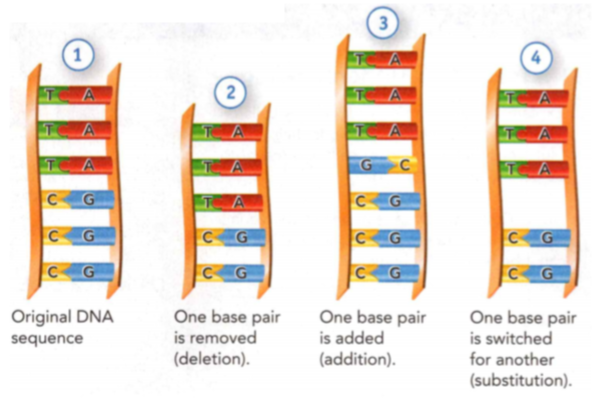 1
T A
T A
T A
C G
C G
C G
Original DNA
sequence
2
T A
T A
T A
C G
C G
One base pair
is removed
(deletion).
3
T A
T A
T A
G C
C G
C G
C G
One base pair
is added
(addition).
4
T A
T A
T A
C G
C G
One base pair
is switched
for another
(substitution).